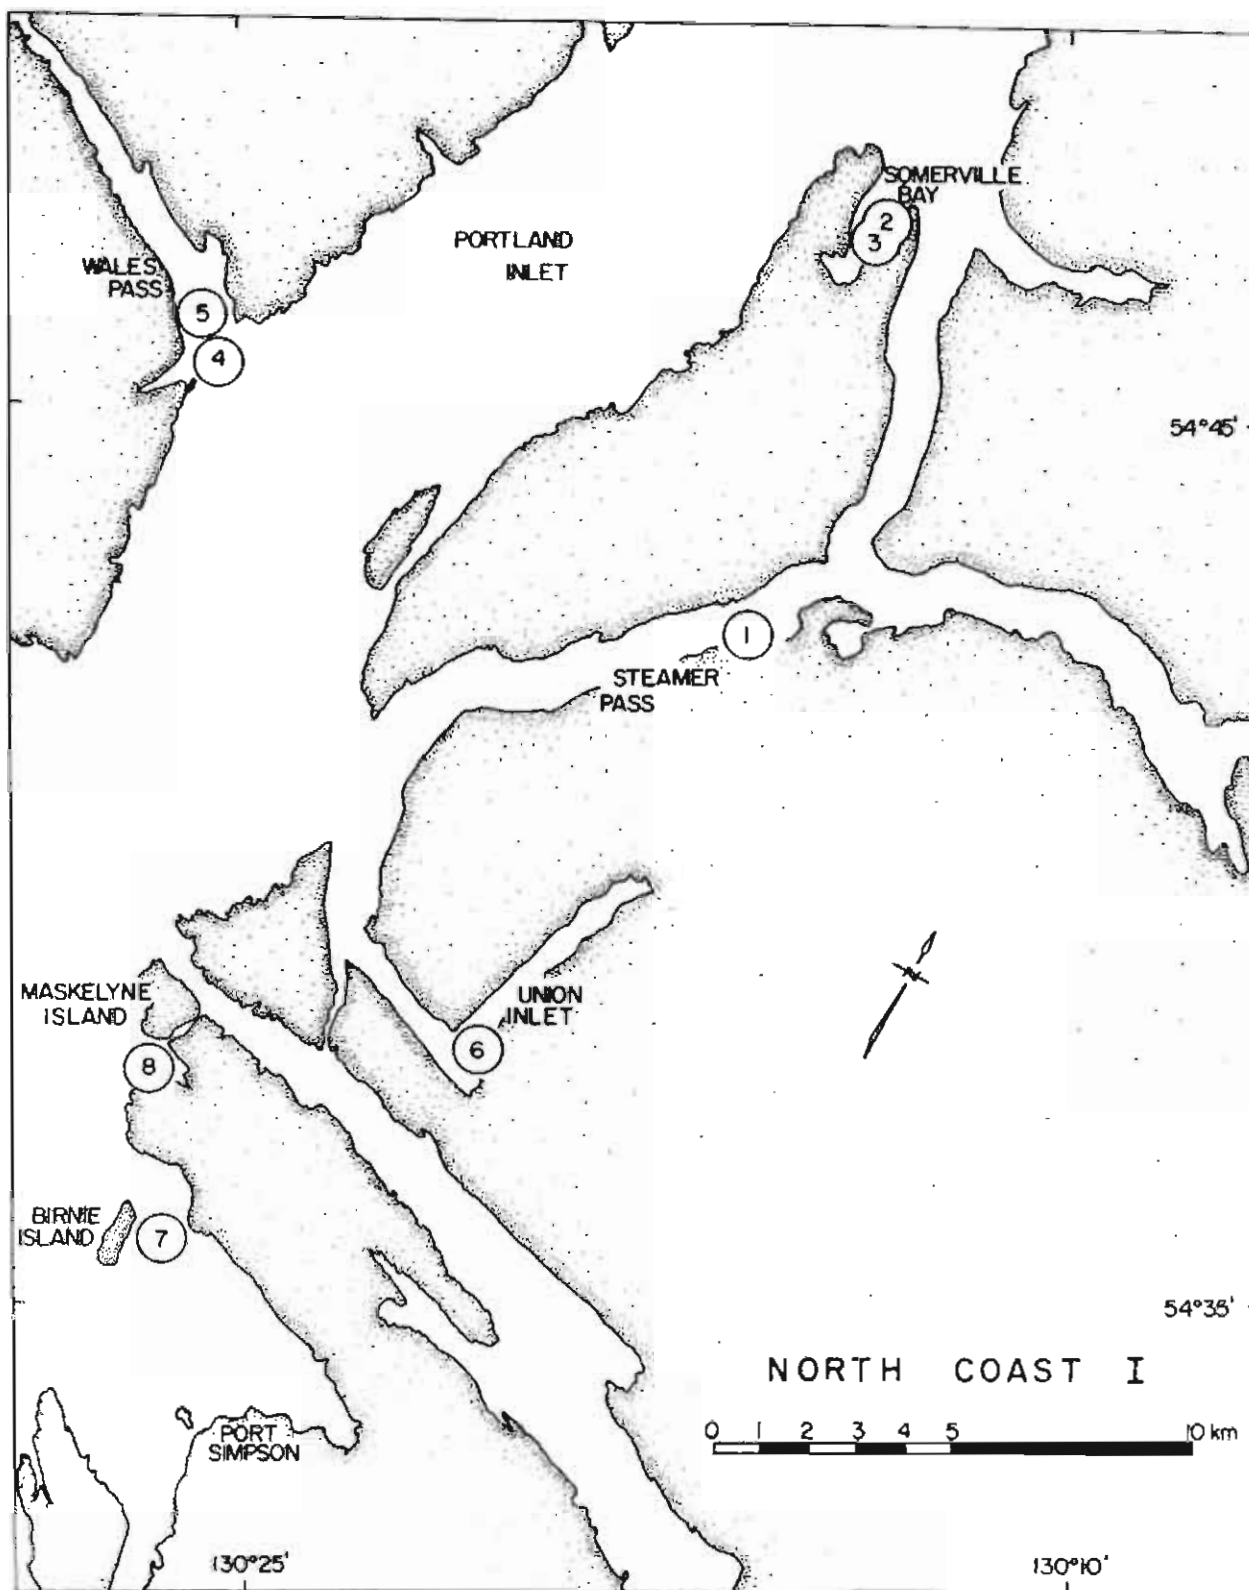 SOMERVILLE
BAY
2
3
PORTLAND
INLET
WALES
PASS
5
4
54°45'
1
STEAMER
PASS
MASKELYNE
ISLAND
UNION
INLET
6
8
N
BIRNIE
ISLAND
7
54°35'
NORTH COAST I
0 1 2 3 4 5 10 km
PORT
SIMPSON
130°25'
130°10'